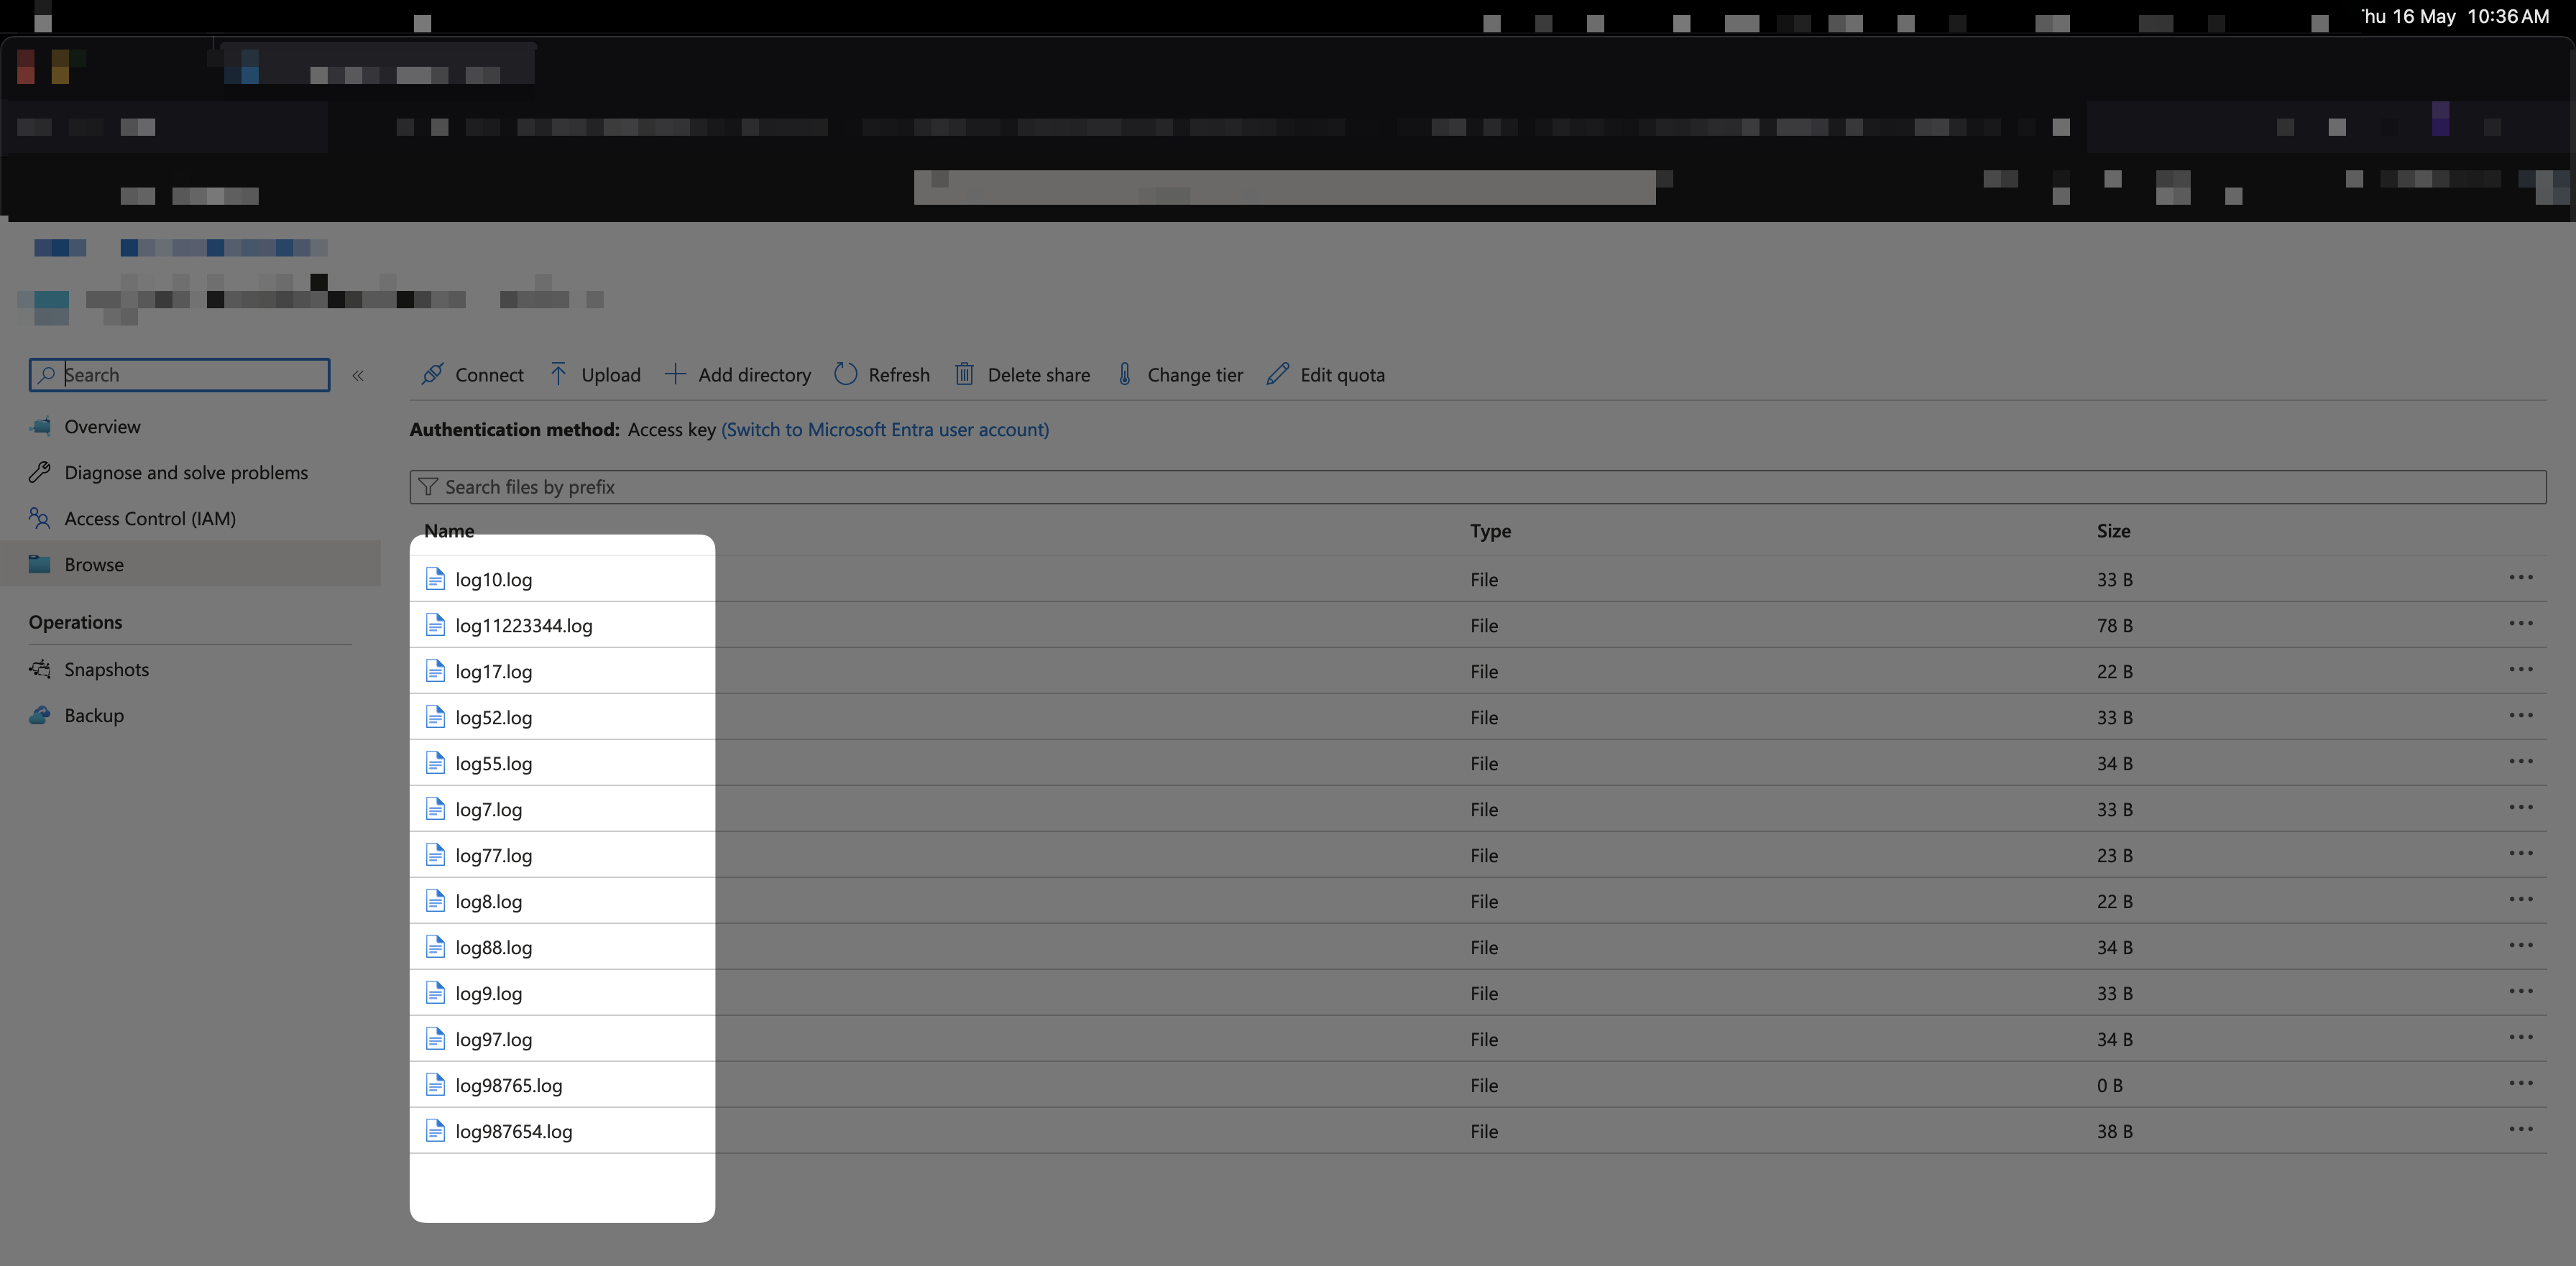 Thu 16 May 10:36 AM
Search
Connect Upload Add directory Refresh Delete share Change tier Edit quota
Overview
Authentication method: Access key (Switch to Microsoft Entra user account)
Diagnose and solve problems
Search files by prefix
Access Control (IAM)
Name Type Size
Browse
log10.log File 33 B
Operations
log11223344.log File 78 B
Snapshots
log17.log File 22 B
Backup
log52.log File 33 B
log55.log File 34 B
log7.log File 33 B
log77.log File 23 B
log8.log File 22 B
log88.log File 34 B
log9.log File 33 B
log97.log File 34 B
log98765.log File 0 B
log987654.log File 38 B